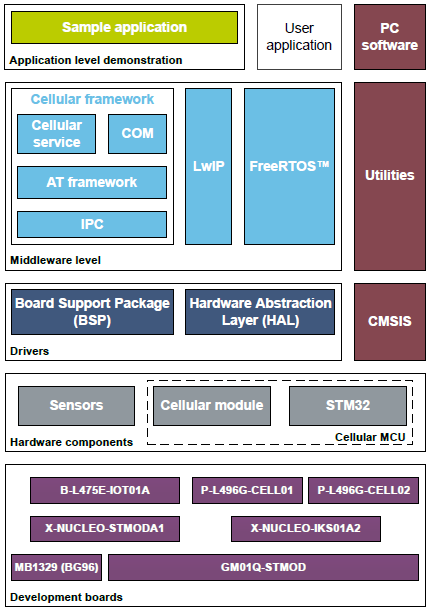 Sample application
Application level demonstration
User
application
PC
software
Cellular framework
Cellular
service
COM
AT framework
IPC
LwIP
FreeRTOS™
Middleware level
Utilities
Board Support Package
(BSP)
Hardware Abstraction
Layer (HAL)
Drivers
CMSIS
Sensors
Cellular module
STM32
Hardware components
Cellular MCU
B-L475E-IOT01A
P-L496G-CELL01
P-L496G-CELL02
X-NUCLEO-STMODA1
X-NUCLEO-IKS01A2
MB1329 (BG96)
GM01Q-STMOD
Development boards